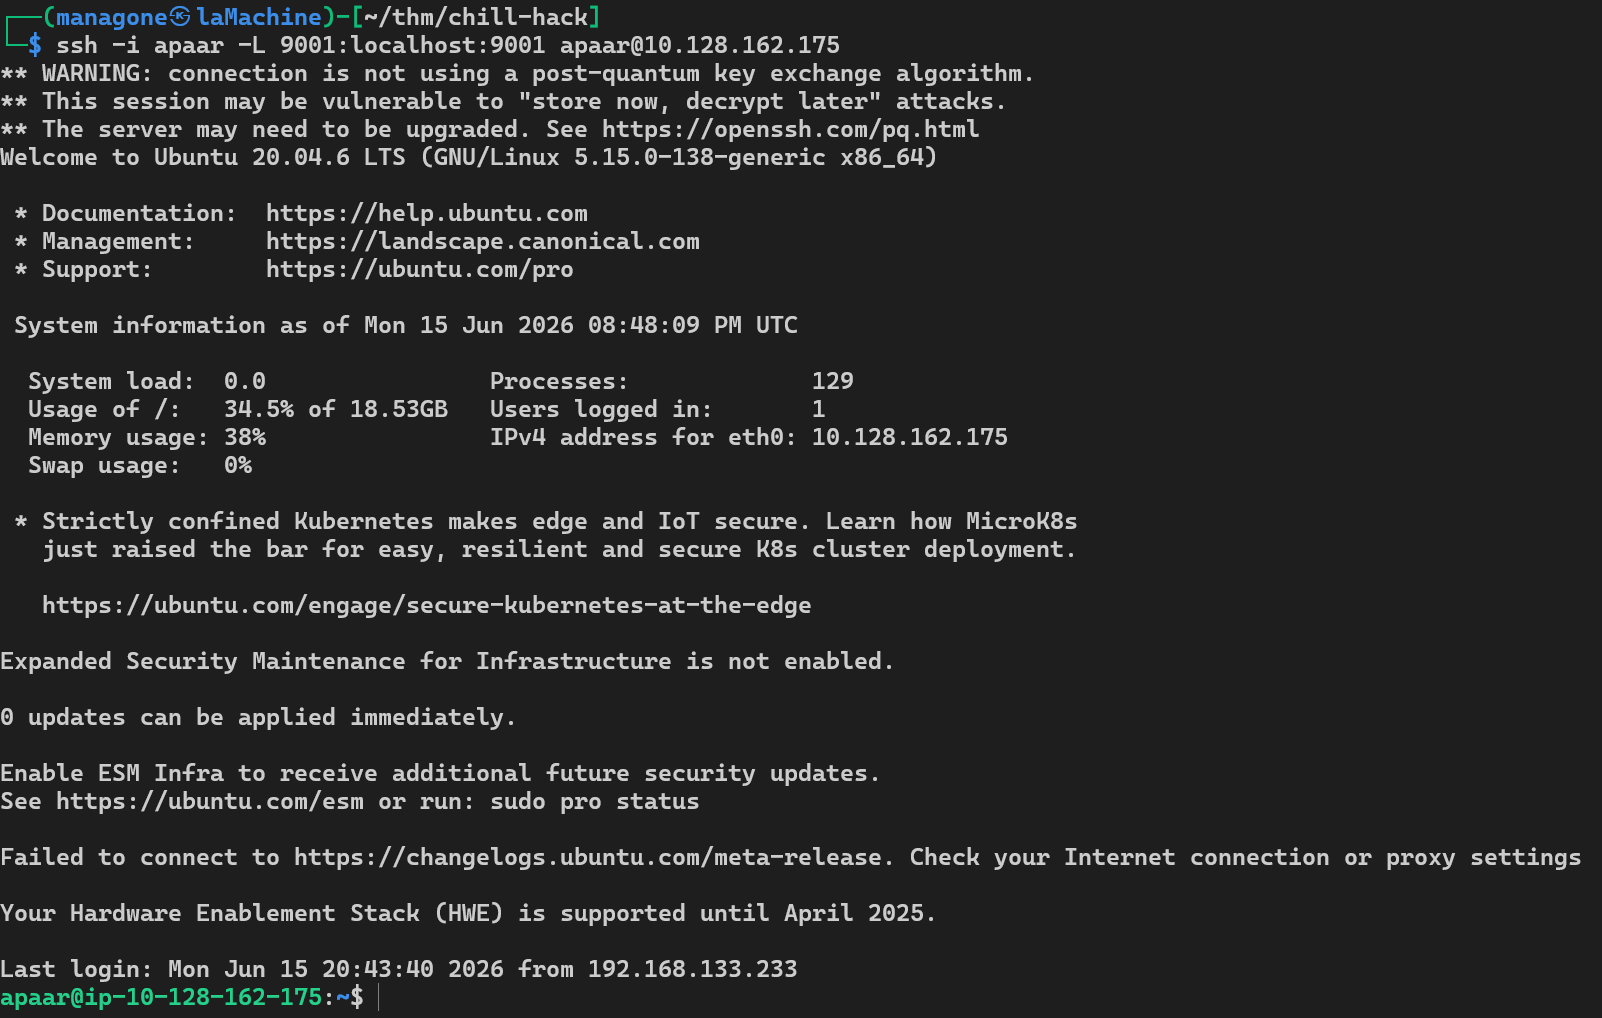 ┌──(managone㉿laMachine)-[~/thm/chill-hack]
└─$ ssh -i apaar -L 9001:localhost:9001 apaar@10.128.162.175
** WARNING: connection is not using a post-quantum key exchange algorithm.
** This session may be vulnerable to "store now, decrypt later" attacks.
** The server may need to be upgraded. See https://openssh.com/pq.html
Welcome to Ubuntu 20.04.6 LTS (GNU/Linux 5.15.0-138-generic x86_64)

 * Documentation:  https://help.ubuntu.com
 * Management:     https://landscape.canonical.com
 * Support:        https://ubuntu.com/pro

 System information as of Mon 15 Jun 2026 08:48:09 PM UTC

  System load:  0.0                Processes:             129
  Usage of /:   34.5% of 18.53GB   Users logged in:       1
  Memory usage: 38%                IPv4 address for eth0: 10.128.162.175
  Swap usage:   0%

 * Strictly confined Kubernetes makes edge and IoT secure. Learn how MicroK8s
   just raised the bar for easy, resilient and secure K8s cluster deployment.

   https://ubuntu.com/engage/secure-kubernetes-at-the-edge

Expanded Security Maintenance for Infrastructure is not enabled.

0 updates can be applied immediately.

Enable ESM Infra to receive additional future security updates.
See https://ubuntu.com/esm or run: sudo pro status

Failed to connect to https://changelogs.ubuntu.com/meta-release. Check your Internet connection or proxy settings

Your Hardware Enablement Stack (HWE) is supported until April 2025.

Last login: Mon Jun 15 20:43:40 2026 from 192.168.133.233
apaar@ip-10-128-162-175:~$